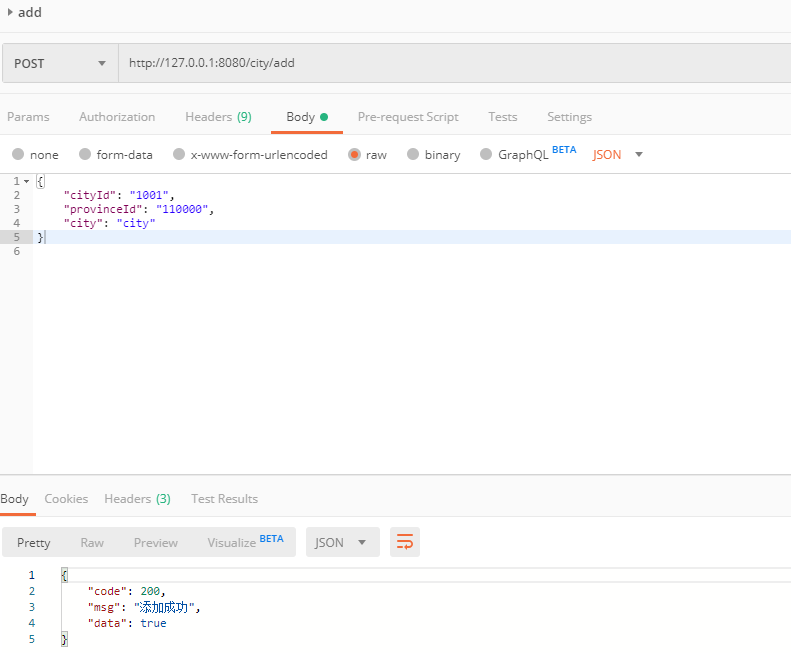 add
POST http://127.0.0.1:8080/city/add
Params Authorization Headers (9) Body Pre-request Script Tests Settings
none form-data x-www-form-urlencoded raw binary GraphQL BETA JSON
1 {
2 "cityId": "1001",
3 "provinceId": "110000",
4 "city": "city"
5 }
6
Body Cookies Headers (3) Test Results
Pretty Raw Preview Visualize BETA JSON
1 {
2 "code": 200,
3 "msg": "添加成功",
4 "data": true
5 }